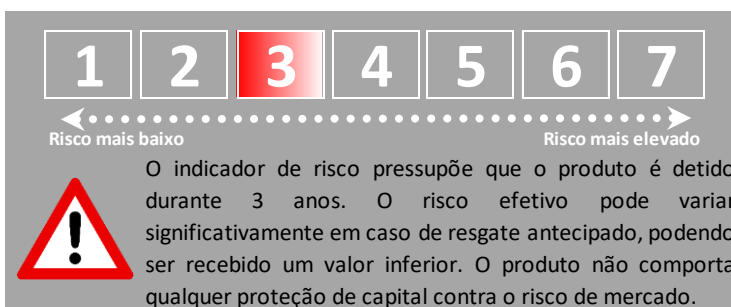 1 2 3 4 5 6 7
Risco mais baixo Risco mais elevado
O indicador de risco pressupõe que o produto é detido
durante 3 anos. O risco efetivo pode variar
significativamente em caso de resgate antecipado, podendo
ser recebido um valor inferior. O produto não comporta
qualquer proteção de capital contra o risco de mercado.